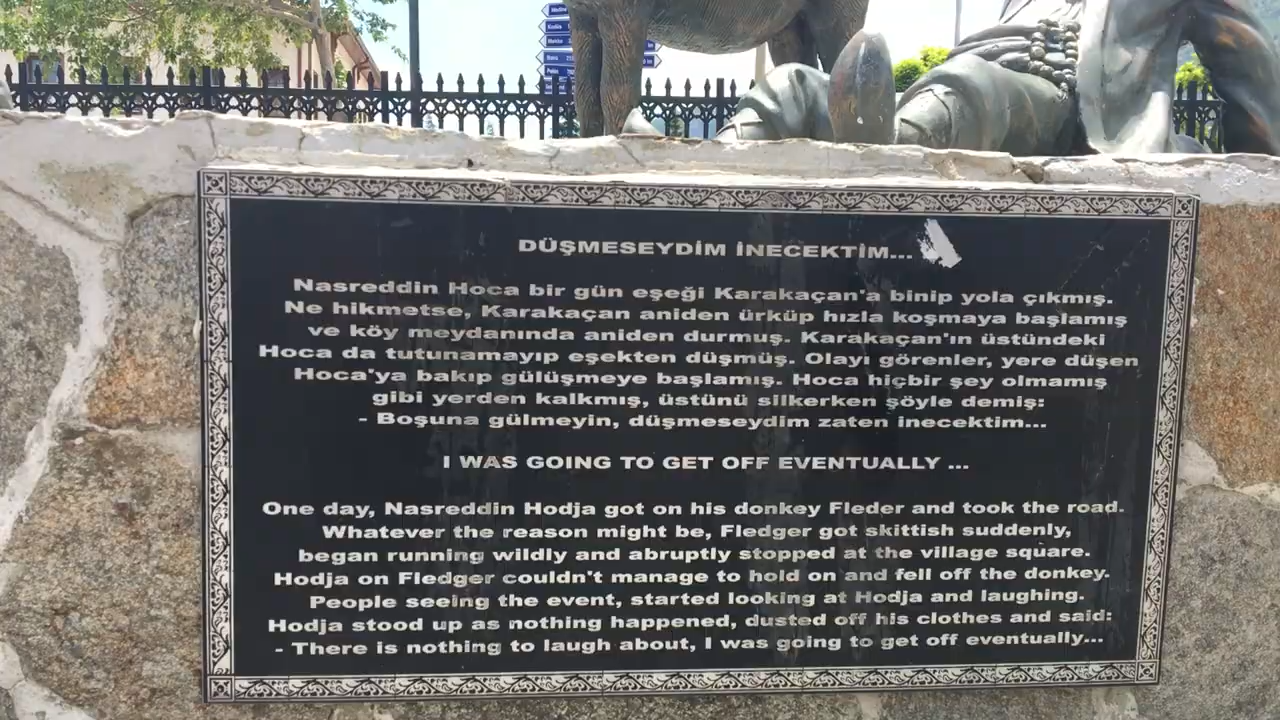 DÜŞMESEYDİM İNECEKTİM...
Nasreddin Hoca bir gün eşeği Karakaçan'a binip yola çıkmış.
Ne hikmetse, Karakaçan aniden ürküp hızla koşmaya başlamış
ve köy meydanında aniden durmuş. Karakaçan'ın üstündeki
Hoca da tutunamayıp eşekten düşmüş. Olayı görenler, yere düşen
Hoca'ya bakıp gülüşmeye başlamış. Hoca hiçbir şey olmamış
gibi yerden kalkmış, üstünü silkerken şöyle demiş:
- Boşuna gülmeyin, düşmeseydim zaten inecektim...
I WAS GOING TO GET OFF EVENTUALLY ...
One day, Nasreddin Hodja got on his donkey Fleder and took the road.
Whatever the reason might be, Fledger got skittish suddenly,
began running wildly and abruptly stopped at the village square.
Hodja on Fledger couldn't manage to hold on and fell off the donkey.
People seeing the event, started looking at Hodja and laughing.
Hodja stood up as nothing happened, dusted off his clothes and said:
- There is nothing to laugh about, I was going to get off eventually...